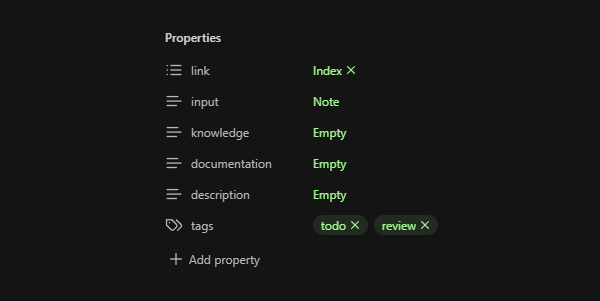 Properties
link Index ×
input Note
knowledge Empty
documentation Empty
description Empty
tags todo × review ×
+ Add property